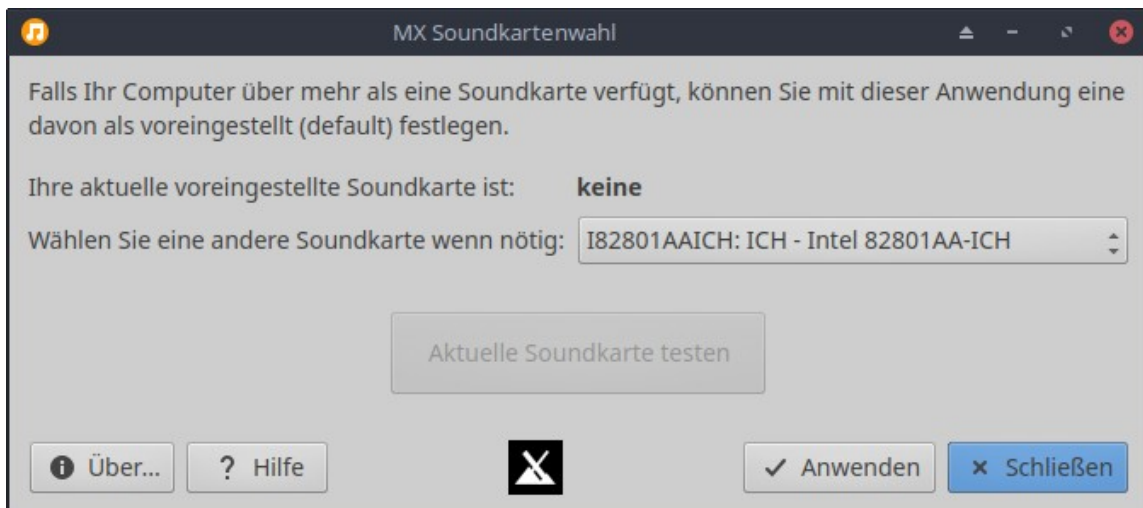 MX Soundkartenwahl
Falls Ihr Computer über mehr als eine Soundkarte verfügt, können Sie mit dieser Anwendung eine
davon als voreingestellt (default) festlegen.
Ihre aktuelle voreingestellte Soundkarte ist: keine
Wählen Sie eine andere Soundkarte wenn nötig: I82801AAICH: ICH - Intel 82801AA-ICH
Aktuelle Soundkarte testen
Über... ? Hilfe Anwenden Schließen